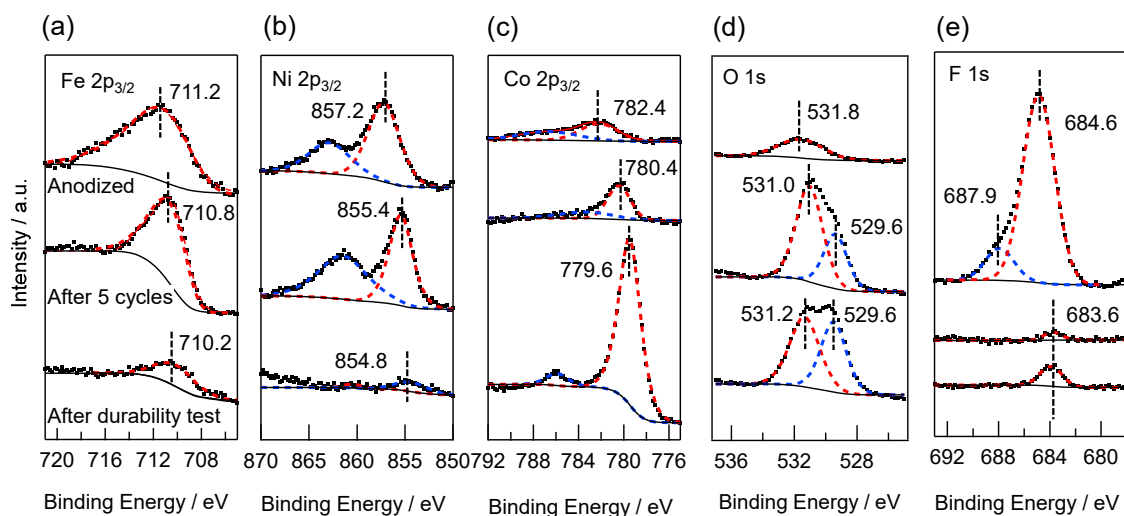 (a)
(b)
(c)
(d)
(e)
Intensity / a.u.
Fe 2p3/2
711.2
Anodized
710.8
After 5 cycles
710.2
After durability test
720 716 712 708
Binding Energy / eV
Ni 2p3/2
857.2
855.4
854.8
870 865 860 855 850
Binding Energy / eV
Co 2p3/2
782.4
780.4
779.6
792 788 784 780 776
Binding Energy / eV
O 1s
531.8
531.0
529.6
531.2
529.6
536 532 528
Binding Energy / eV
F 1s
684.6
687.9
683.6
692 688 684 680
Binding Energy / eV